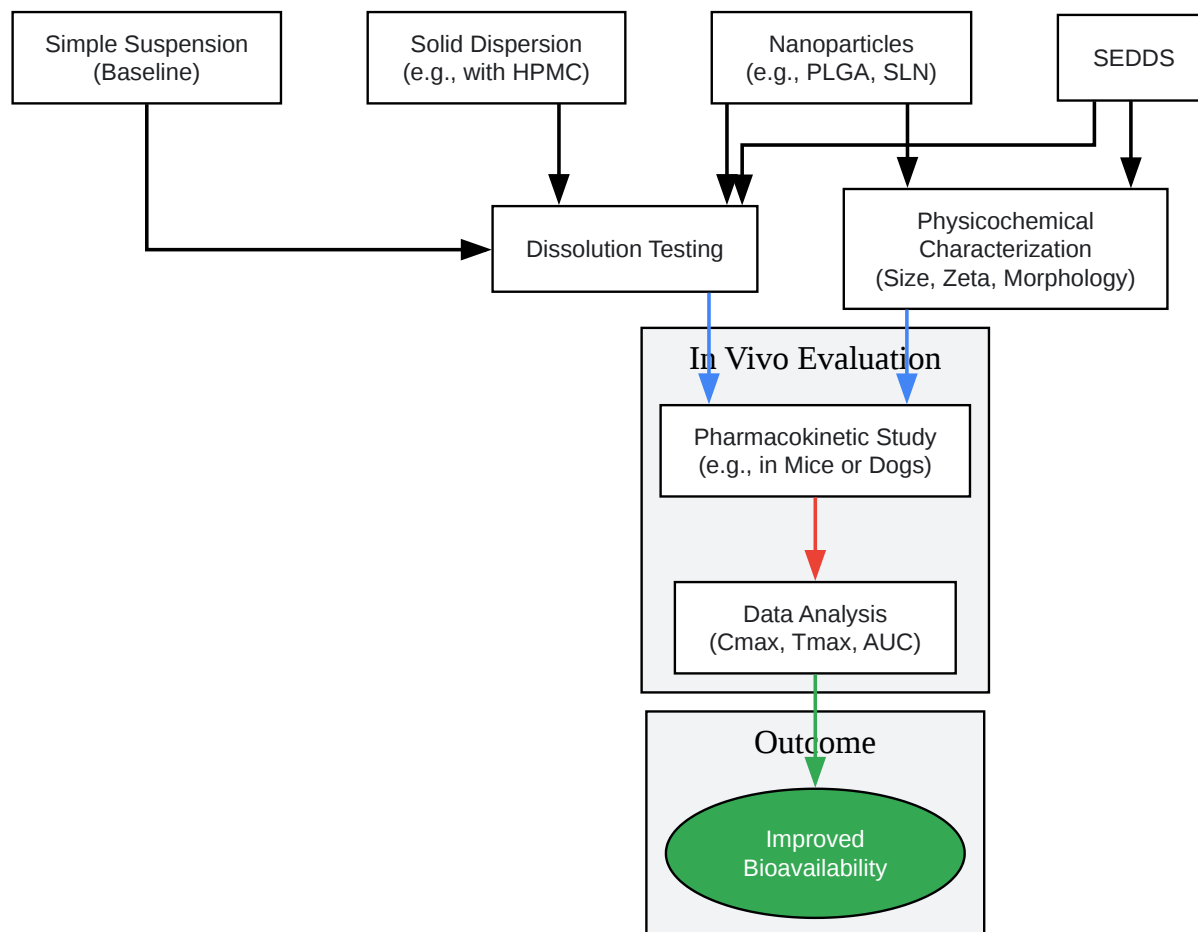 Simple Suspension
(Baseline)
Solid Dispersion
(e.g., with HPMC)
Nanoparticles
(e.g., PLGA, SLN)
SEDDS
Dissolution Testing
Physicochemical
Characterization
(Size, Zeta, Morphology)
In Vivo Evaluation
Pharmacokinetic Study
(e.g., in Mice or Dogs)
Data Analysis
(Cmax, Tmax, AUC)
Outcome
Improved
Bioavailability